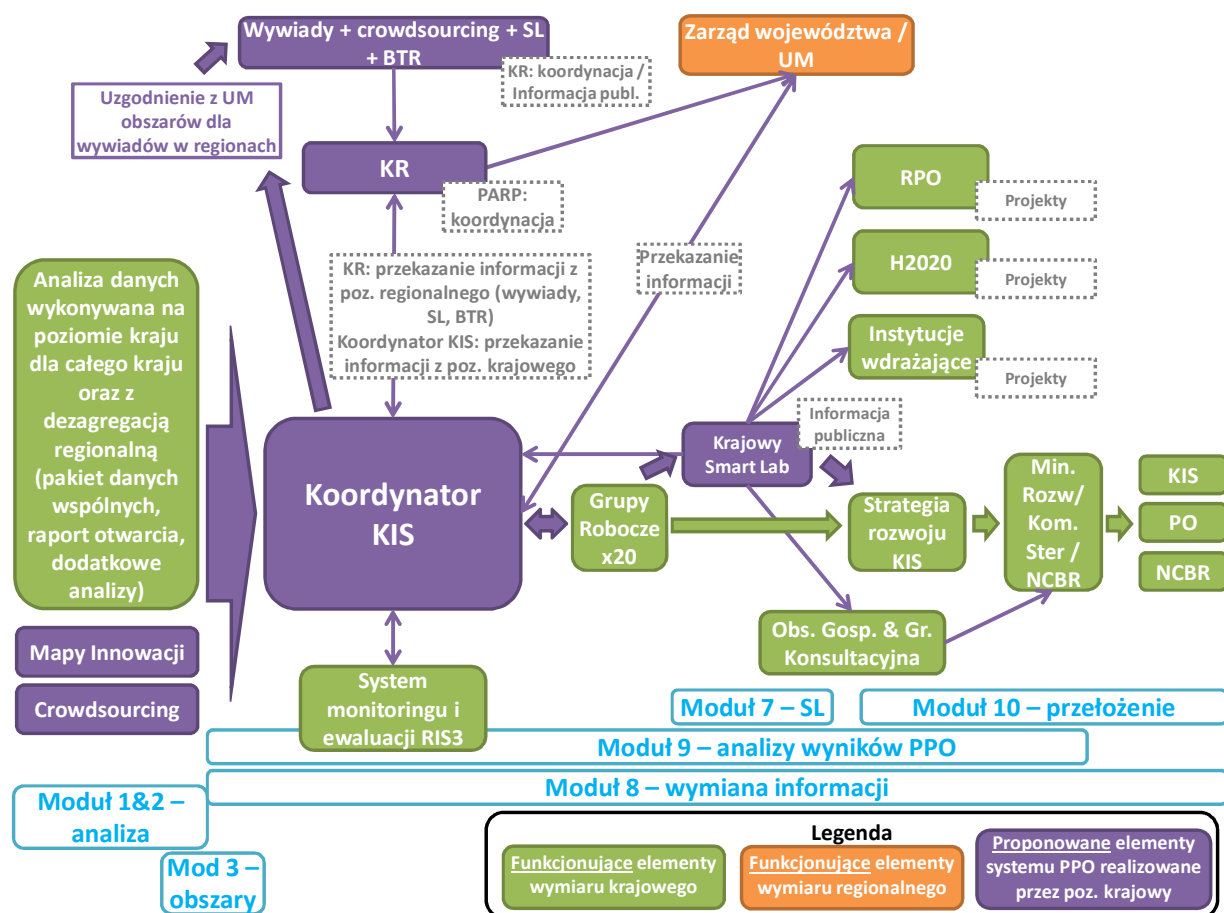 Wywiady + crowdsourcing + SL
+ BTR
Zarząd województwa /
UM
KR: koordynacja /
Informacja publ.
Uzgodnienie z UM
obszarów dla
wywiadów w regionach
KR
PARP:
koordynacja
RPO
Projekty
H2020
Projekty
Instytucje
wdrażające
Projekty
Przekazanie
informacji
KR: przekazanie informacji z
poz. regionalnego (wywiady,
SL, BTR)
Koordynator KIS: przekazanie
informacji z poz. krajowego
Analiza danych
wykonywana na
poziomie kraju
dla całego kraju
oraz z
dezagregacją
regionalną
(pakiet danych
wspólnych,
raport otwarcia,
dodatkowe
analizy)
Informacja
publiczna
Krajowy
Smart Lab
Koordynator
KIS
Grupy
Robocze
x20
Strategia
rozwoju
KIS
Min.
Rozw/
Kom.
Ster /
NCBR
KIS
PO
NCBR
Obs. Gosp. & Gr.
Konsultacyjna
Mapy Innowacji
Crowdsourcing
System
monitoringu i
ewaluacji RIS3
Moduł 7 – SL
Moduł 10 – przełożenie
Moduł 9 – analizy wyników PPO
Moduł 8 – wymiana informacji
Moduł 1&2 –
analiza
Mod 3 –
obszary
Legenda
Funkcjonujące elementy
wymiaru krajowego
Funkcjonujące elementy
wymiaru regionalnego
Proponowane elementy
systemu PPO realizowane
przez poz. krajowy